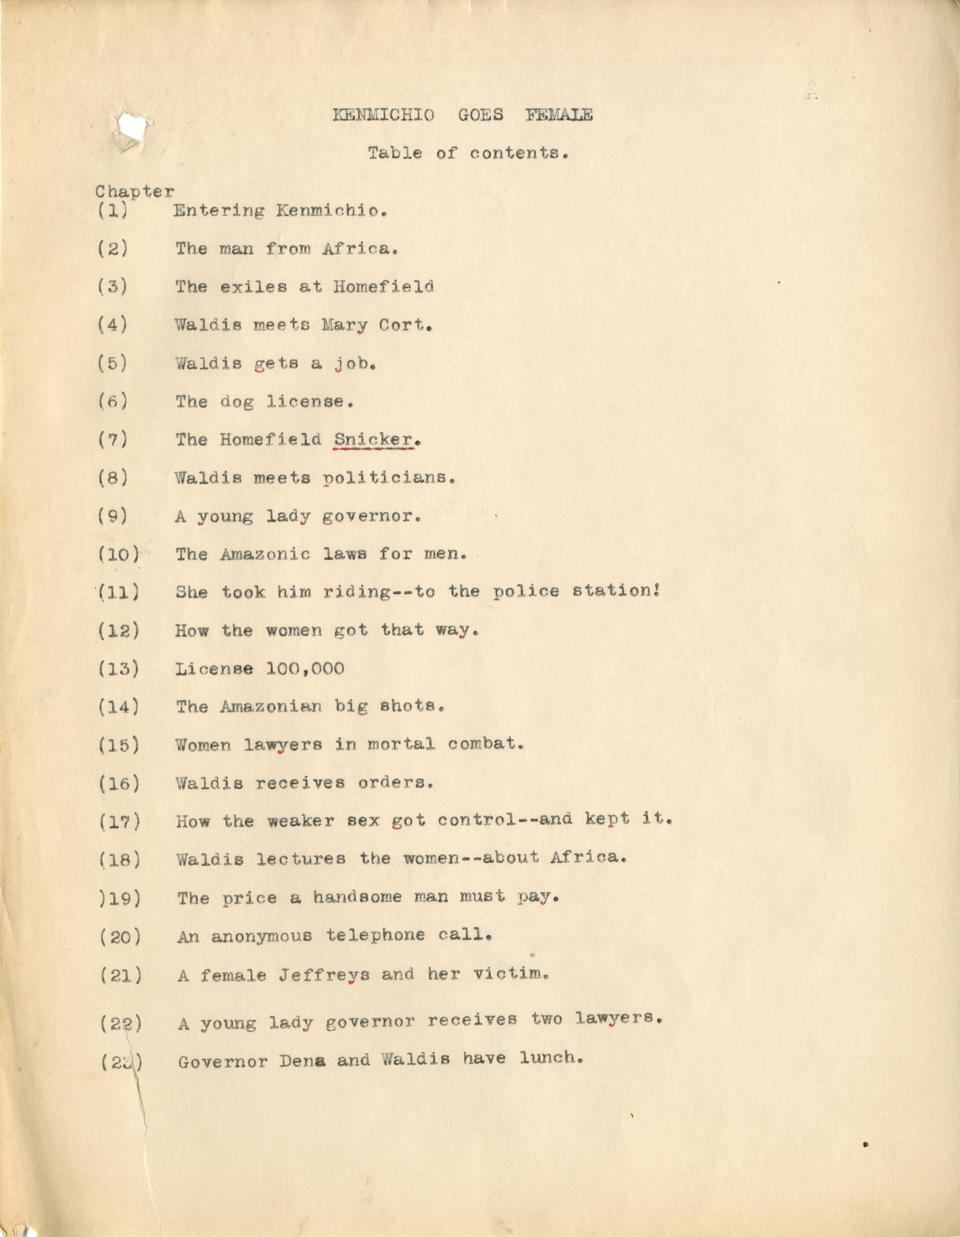 KENMICHIO GOES FEMALE
Table of contents.
Chapter
(1) Entering Kenmichio.
(2) The man from Africa.
(3) The exiles at Homefield
(4) Waldis meets Mary Cort.
(5) Waldis gets a job.
(6) The dog license.
(7) The Homefield Snicker.
(8) Waldis meets politicians.
(9) A young lady governor.
(10) The Amazonic laws for men.
(11) She took him riding--to the police station!
(12) How the women got that way.
(13) License 100,000
(14) The Amazonian big shots.
(15) Women lawyers in mortal combat.
(16) Waldis receives orders.
(17) How the weaker sex got control--and kept it.
(18) Waldis lectures the women--about Africa.
)19) The price a handsome man must pay.
(20) An anonymous telephone call.
(21) A female Jeffreys and her victim.
(22) A young lady governor receives two lawyers.
(23) Governor Dena and Waldis have lunch.